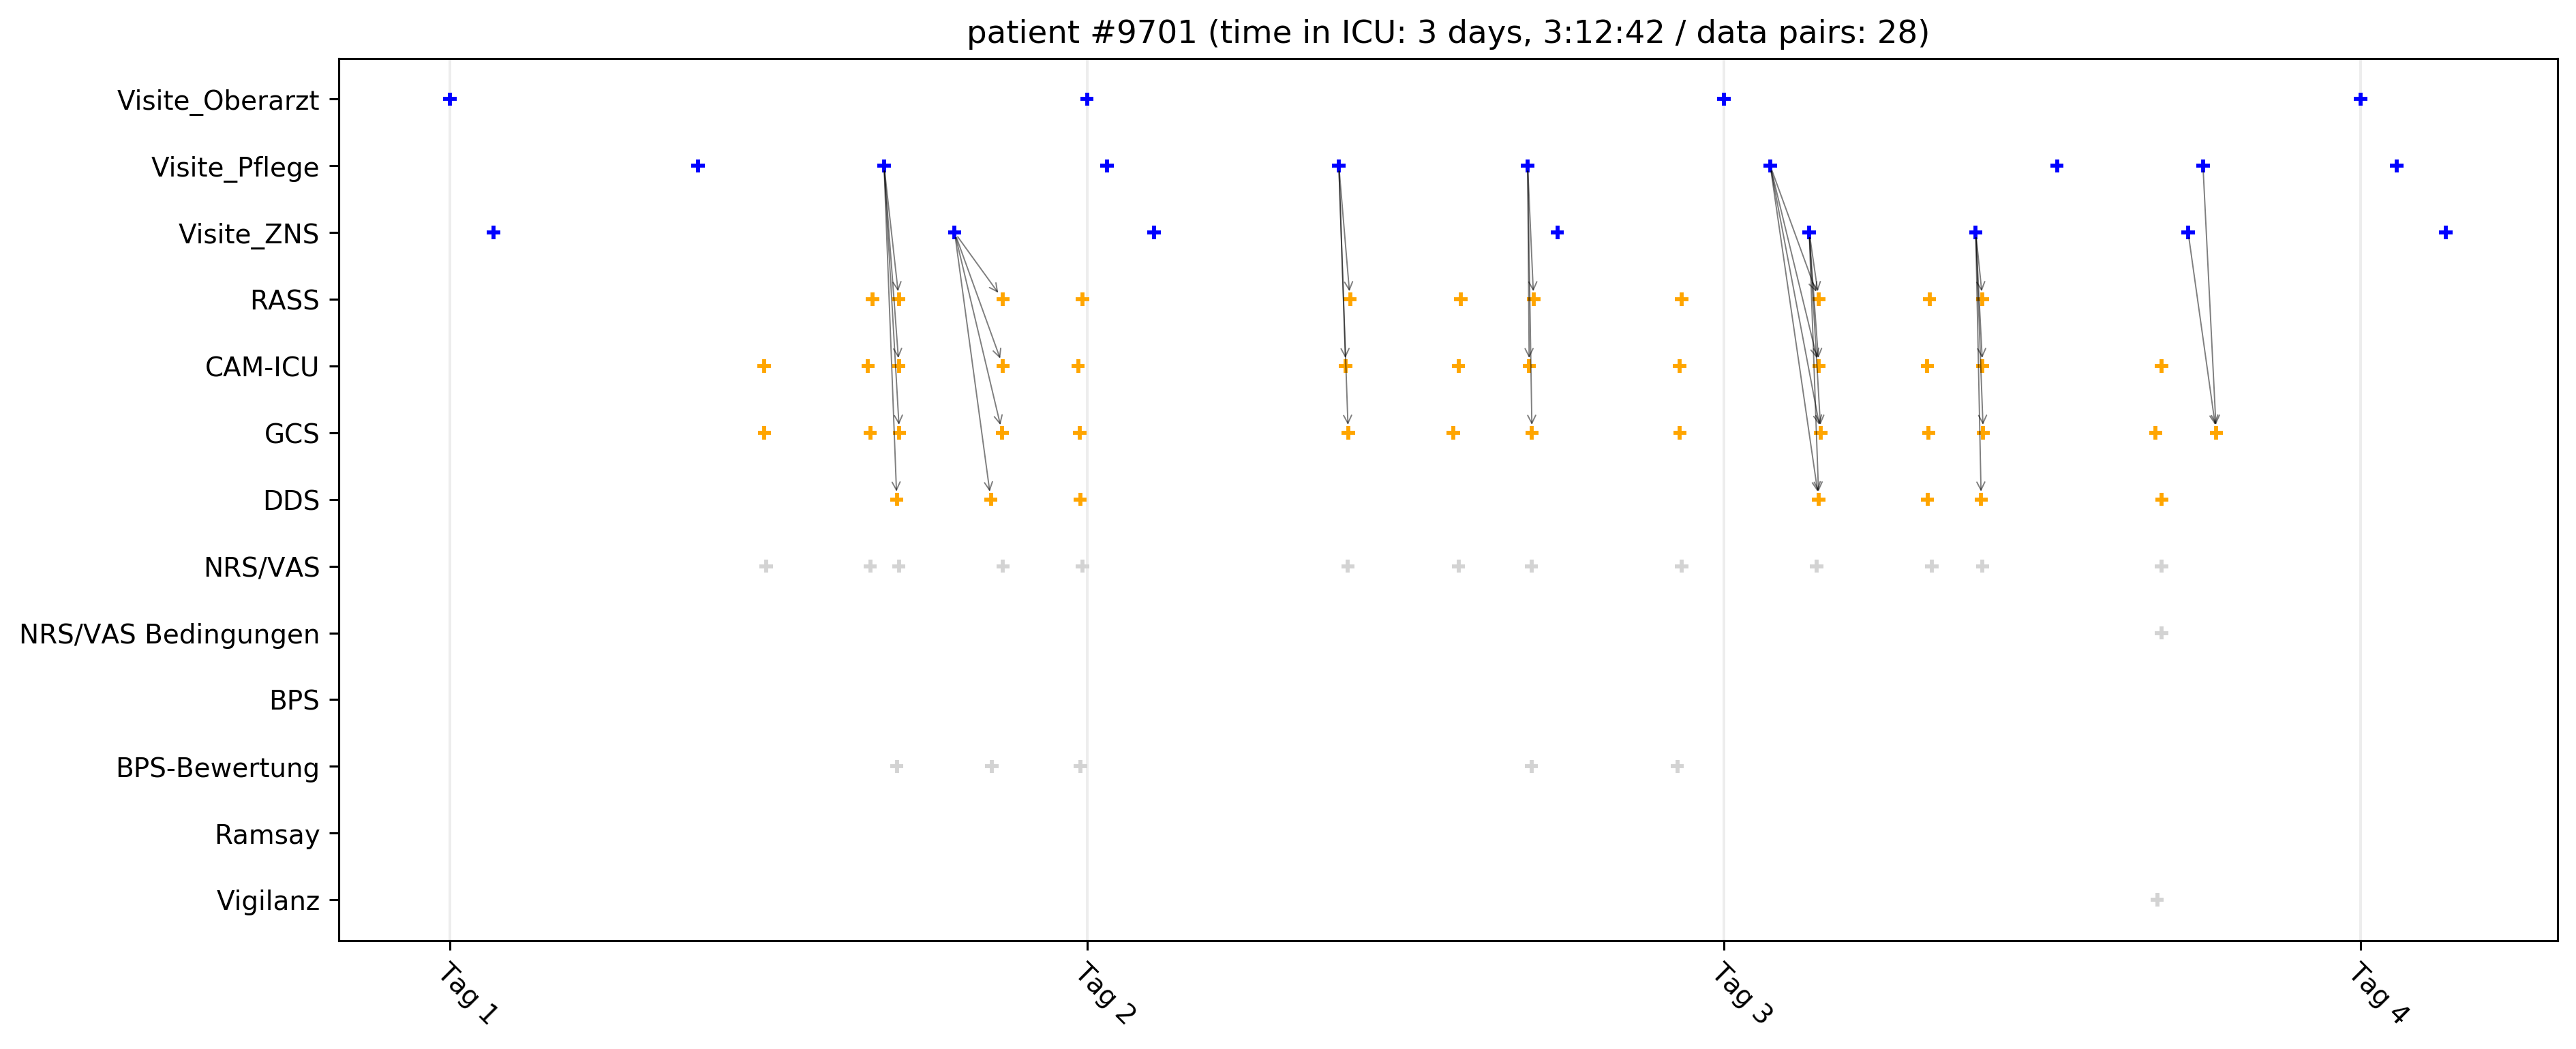 patient #9701 (time in ICU: 3 days, 3:12:42 / data pairs: 28)
Visite_Oberarzt
Visite_Pflege
Visite_ZNS
RASS
CAM-ICU
GCS
DDS
NRS/VAS
NRS/VAS Bedingungen
BPS
BPS-Bewertung
Ramsay
Vigilanz
Tag 1
Tag 2
Tag 3
Tag 4